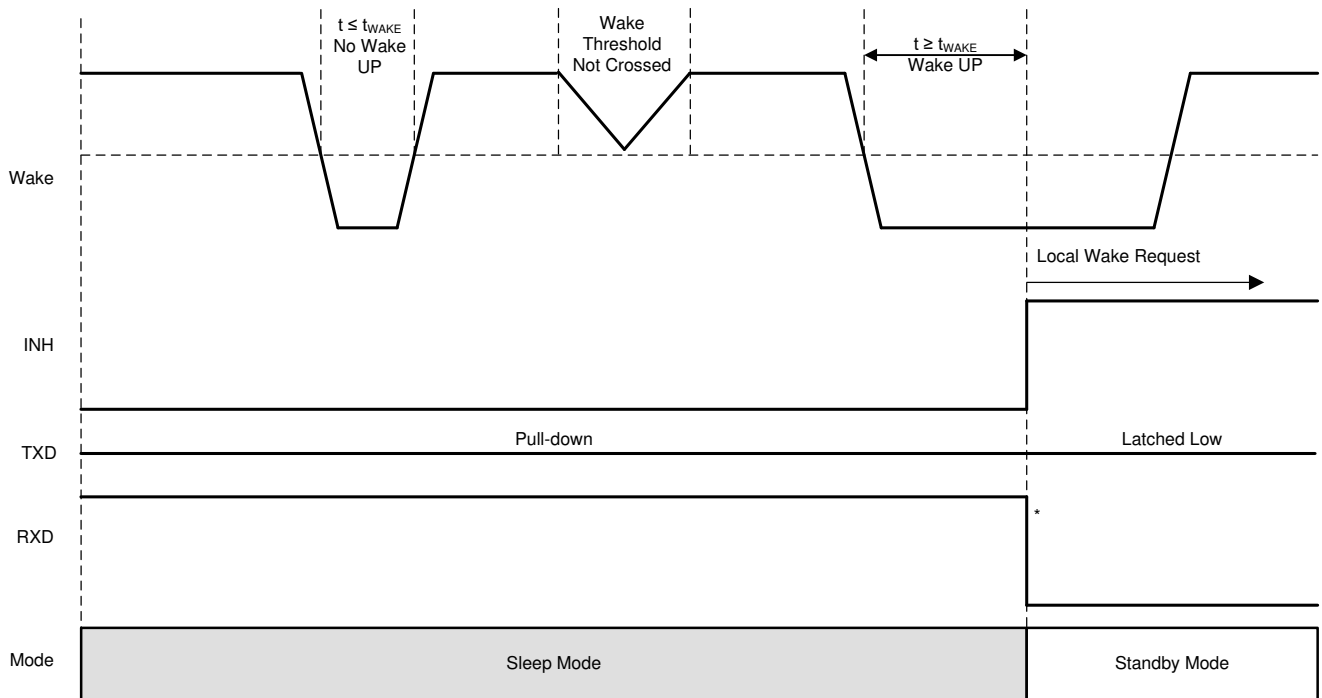 t ≤ tWAKE
No Wake
UP
Wake
Threshold
Not Crossed
t ≥ tWAKE
Wake UP
Wake
Local Wake Request
INH
Pull-down
Latched Low
TXD
*
RXD
Mode
Sleep Mode
Standby Mode